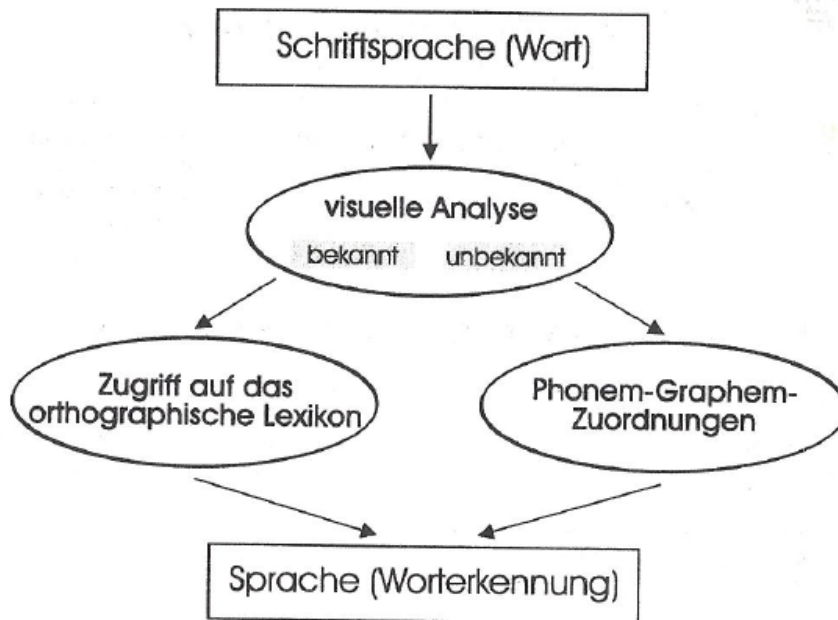 Schriftsprache (Wort)
visuelle Analyse
bekannt unbekannt
Zugriff auf das
orthographische Lexikon
Phonem-Graphem-
Zuordnungen
Sprache (Worterkennung)